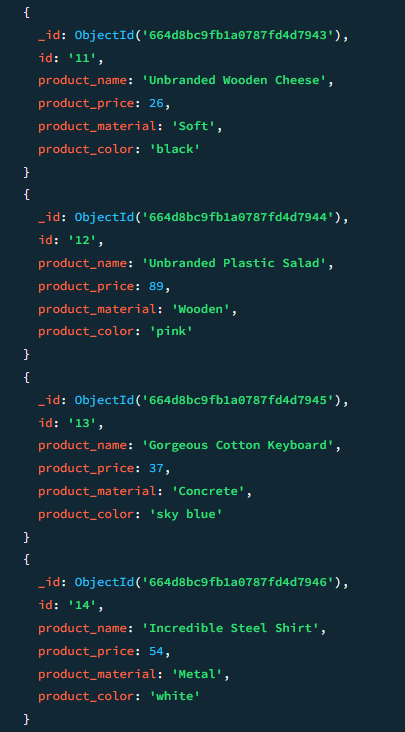 {
_id: ObjectId('664d8bc9fb1a0787fd4d7943'),
id: '11',
product_name: 'Unbranded Wooden Cheese',
product_price: 26,
product_material: 'Soft',
product_color: 'black'
}
{
_id: ObjectId('664d8bc9fb1a0787fd4d7944'),
id: '12',
product_name: 'Unbranded Plastic Salad',
product_price: 89,
product_material: 'Wooden',
product_color: 'pink'
}
{
_id: ObjectId('664d8bc9fb1a0787fd4d7945'),
id: '13',
product_name: 'Gorgeous Cotton Keyboard',
product_price: 37,
product_material: 'Concrete',
product_color: 'sky blue'
}
{
_id: ObjectId('664d8bc9fb1a0787fd4d7946'),
id: '14',
product_name: 'Incredible Steel Shirt',
product_price: 54,
product_material: 'Metal',
product_color: 'white'
}